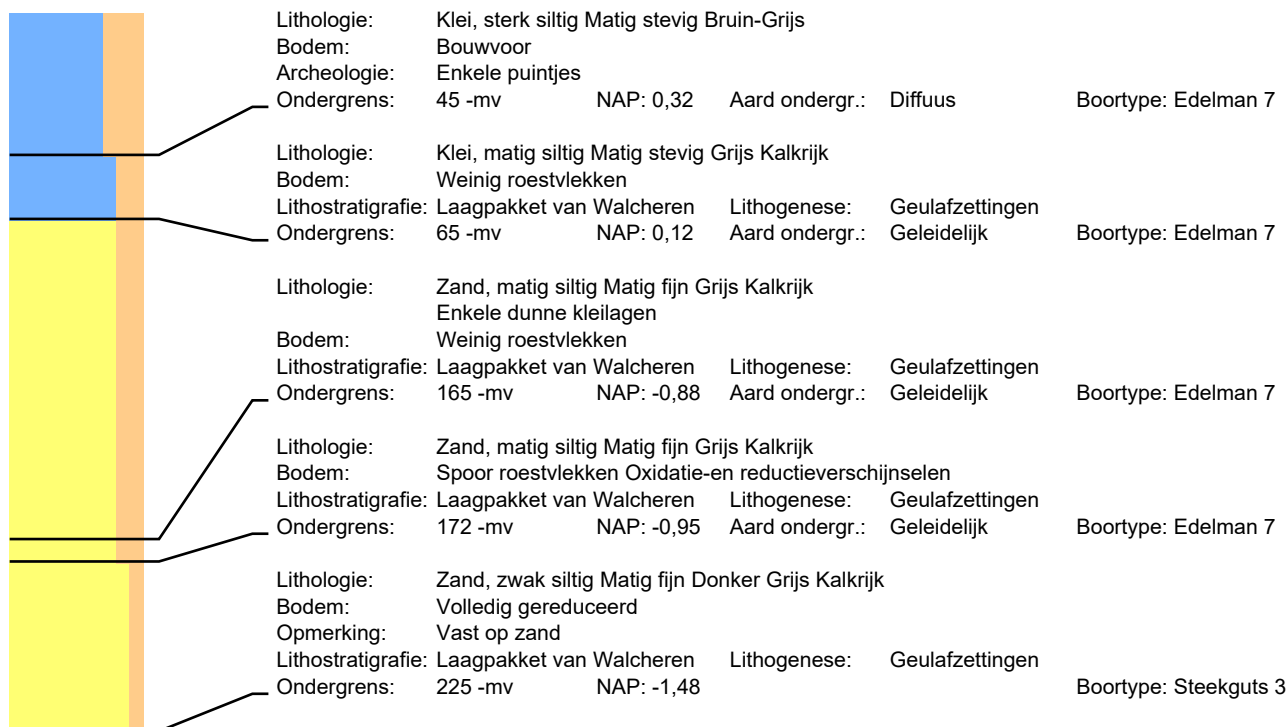 Lithologie: Klei, sterk siltig Matig stevig Bruin-Grijs
Bodem: Bouwvoor
Archeologie: Enkele puintjes
Ondergrens: 45 -mv NAP: 0,32 Aard ondergr.: Diffuus Boortype: Edelman 7
Lithologie: Klei, matig siltig Matig stevig Grijs Kalkrijk
Bodem: Weinig roestvlekken
Lithostratigrafie: Laagpakket van Walcheren Lithogenese: Geulafzettingen
Ondergrens: 65 -mv NAP: 0,12 Aard ondergr.: Geleidelijk Boortype: Edelman 7
Lithologie: Zand, matig siltig Matig fijn Grijs Kalkrijk
Enkele dunne kleilagen
Bodem: Weinig roestvlekken
Lithostratigrafie: Laagpakket van Walcheren Lithogenese: Geulafzettingen
Ondergrens: 165 -mv NAP: -0,88 Aard ondergr.: Geleidelijk Boortype: Edelman 7
Lithologie: Zand, matig siltig Matig fijn Grijs Kalkrijk
Bodem: Spoor roestvlekken Oxidatie-en reductieverschijnselen
Lithostratigrafie: Laagpakket van Walcheren Lithogenese: Geulafzettingen
Ondergrens: 172 -mv NAP: -0,95 Aard ondergr.: Geleidelijk Boortype: Edelman 7
Lithologie: Zand, zwak siltig Matig fijn Donker Grijs Kalkrijk
Bodem: Volledig gereduceerd
Opmerking: Vast op zand
Lithostratigrafie: Laagpakket van Walcheren Lithogenese: Geulafzettingen
Ondergrens: 225 -mv NAP: -1,48 Boortype: Steekguts 3